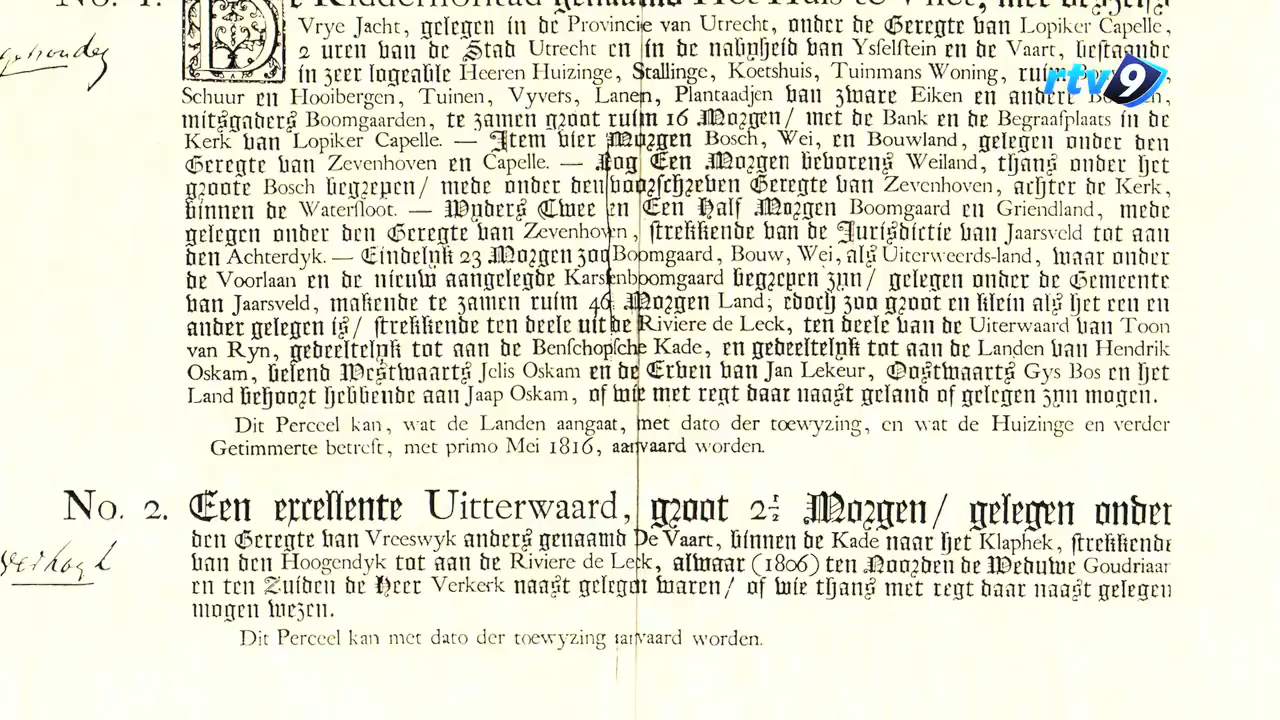 No. 1. De Ridderhofstad genaamd Het Huis te Vliet, met deszelfs
Vrye Jacht, gelegen in de Provincie van Utrecht, onder de Geregte van Lopiker Capelle,
2 uren van de Stad Utrecht en in de nabyheid van Ysselstein en de Vaart, bestaande
in zeer logeable Heeren Huizinge, Stallinge, Koetshuis, Tuinmans Woning,
rtv9
Schuur en Hooibergen, Tuinen, Vyvers, Lanen, Plantaadjen van zware Eiken en andere
mitsgaders Boomgaarden, te zamen groot ruim 16 Morgen/ met de Bank en de Begraafplaats in de
Kerk van Lopiker Capelle. — Item vier Morgen Bosch, Wei, en Bouwland, gelegen onder den
Geregte van Zevenhoven en Capelle. — Nog Een Morgen bevorens Weiland, thans onder het
groote Bosch begrepen/ mede onder den voorschreven Geregte van Zevenhoven, achter de Kerk,
binnen de Watersloot. — Wyders Twee en Een Half Morgen Boomgaard en Griendland, mede
gelegen onder den Geregte van Zevenhoven, strekkende van de Jurisdictie van Jaarsveld tot aan
den Achterdyk. — Eindelyk 23 Morgen zoo Boomgaard, Bouw, Wei, als Uiterweerds-land, waar onder
de Voorlaan en de nieuw aangelegde Karssenboomgaard begrepen zyn/ gelegen onder de Gemeente
van Jaarsveld, makende te zamen ruim 46 Morgen Land; edoch zoo groot en klein als het een en
ander gelegen is/ strekkende ten deele uit de Riviere de Leck, ten deele van de Uiterwaard van Toon
van Ryn, gedeeltelyk tot aan de Benschopsche Kade, en gedeeltelyk tot aan de Landen van Hendrik
Oskam, belend Westwaarts Jelis Oskam en de Erven van Jan Lekeur, Oostwaarts Gys Bos en het
Land behoort hebbende aan Jaap Oskam, of wie met regt daar naast geland of gelegen zyn mogen.
Dit Perceel kan, wat de Landen aangaat, met dato der toewyzing, en wat de Huizinge en verder
Getimmerte betreft, met primo Mei 1816, aanvaard worden.
No. 2. Een excellente Uitterwaard, groot 2½ Morgen/ gelegen onder
den Geregte van Vreeswyk anders genaamd De Vaart, binnen de Kade naar het Klaphek, strekkende
van den Hoogendyk tot aan de Riviere de Leck, alwaar (1806) ten Noorden de Weduwe Goudriaan
en ten Zuiden de Heer Verkerk naast gelegen waren/ of wie thans met regt daar naast gelegen
mogen wezen.
Dit Perceel kan met dato der toewyzing aanvaard worden.